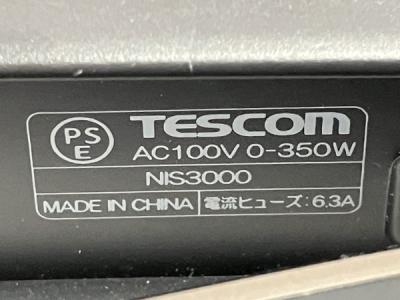 PS
E
TESCOM
AC100V 0-350W
NIS3000
MADE IN CHINA
電流ヒューズ:6.3A